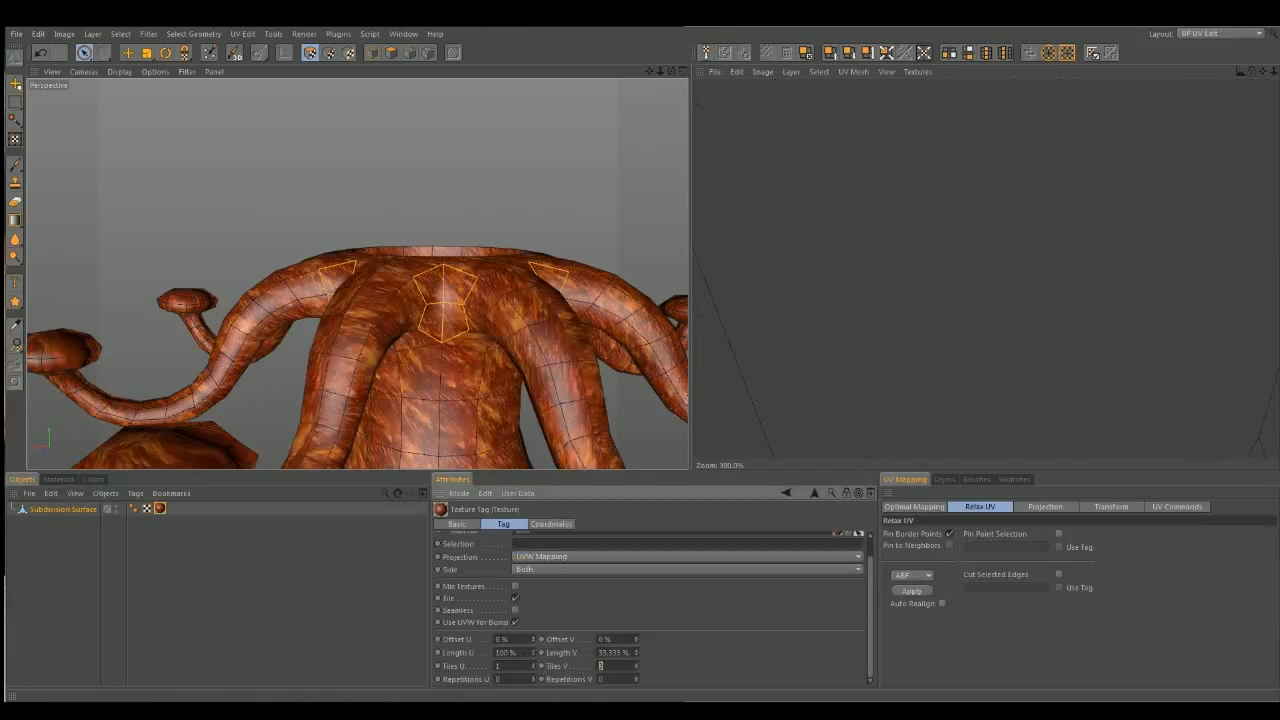 File Edit Image Layer Select Filter Select Geometry UV Edit Tools Render Plugins Script Window Help
Layout: BP UV Edit
View Cameras Display Options Filter Panel
File Edit Image Layer Select UV Mesh View Textures
Perspective
Zoom: 300.0%
Objects Materials Colors
Attributes
UV Mapping Layers Brushes Swatches
File Edit View Objects Tags Bookmarks
Mode Edit User Data
Subdivision Surface
Texture Tag (Texture)
Basic Tag Coordinates
Optimal Mapping Relax UV Projection Transform UV Commands
Relax UV
Selection
Projection UVW Mapping
Side Both
Mix Textures
Tile
Seamless
Use UVW for Bump
Offset U 0 % Offset V 0 %
Length U 100 % Length V 33.333 %
Tiles U 1 Tiles V 3
Repetitions U 0 Repetitions V 0
Pin Border Points Pin Point Selection
Pin to Neighbors Use Tag
ABF Cut Selected Edges
Apply Use Tag
Auto Realign